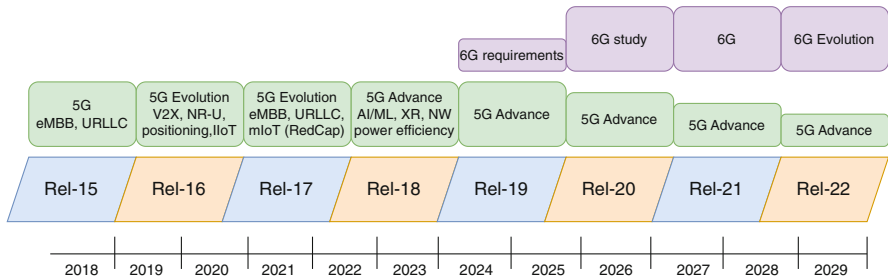 6G requirements
6G study
6G
6G Evolution
5G
eMBB, URLLC
5G Evolution
V2X, NR-U,
positioning,IIoT
5G Evolution
eMBB, URLLC,
mIoT (RedCap)
5G Advance
AI/ML, XR, NW
power efficiency
5G Advance
5G Advance
5G Advance
5G Advance
Rel-15
Rel-16
Rel-17
Rel-18
Rel-19
Rel-20
Rel-21
Rel-22
2018
2019
2020
2021
2022
2023
2024
2025
2026
2027
2028
2029